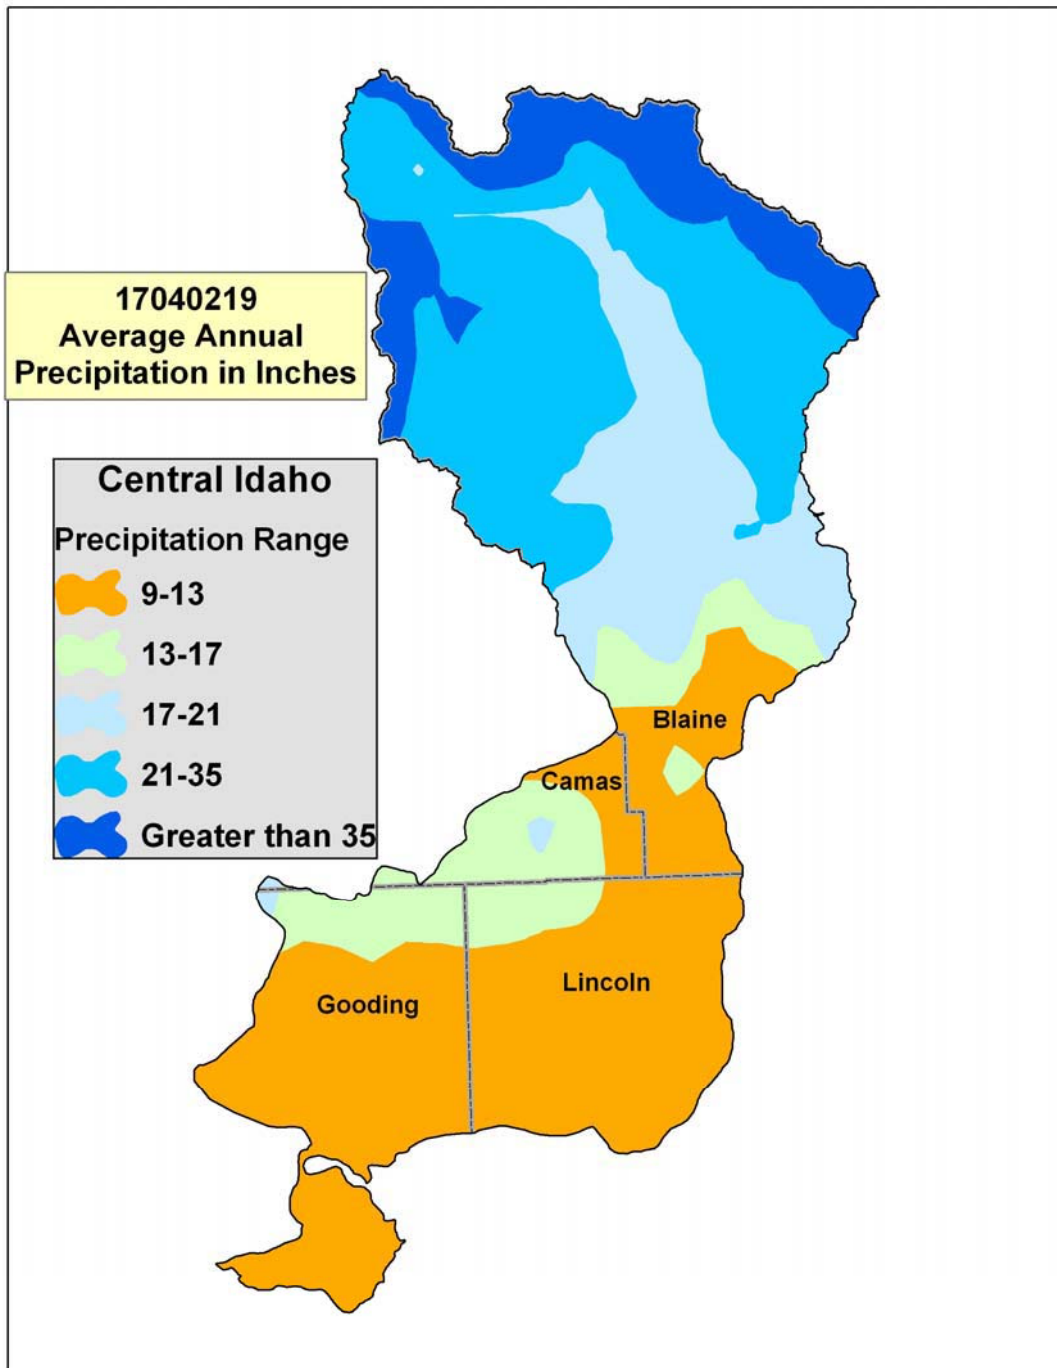 17040219
Average Annual
Precipitation in Inches
Central Idaho
Precipitation Range
9-13
13-17
17-21
21-35
Greater than 35
Blaine
Camas
Lincoln
Gooding